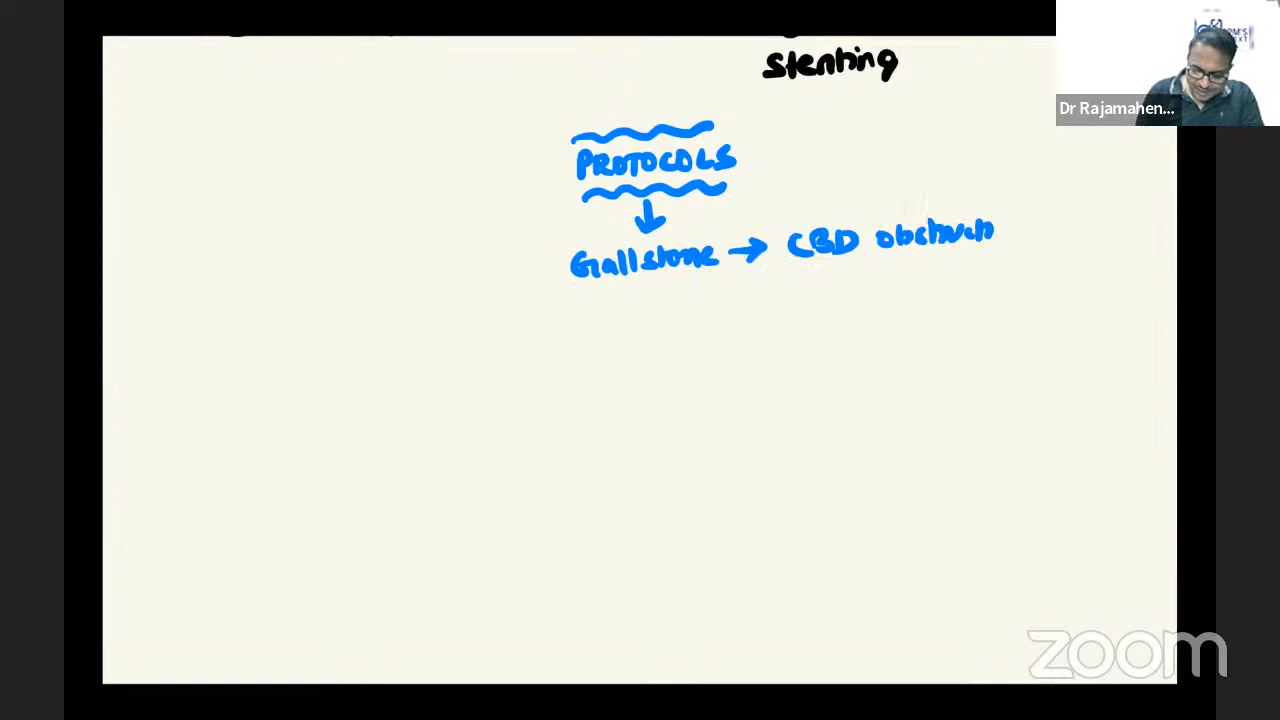 stenting
PROTOCOLS
Gallstone → CBD obstructn
Dr Rajamahen...
zoom